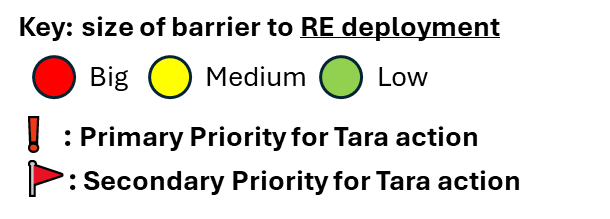 Key: size of barrier to RE deployment
Big Medium Low
: Primary Priority for Tara action
: Secondary Priority for Tara action